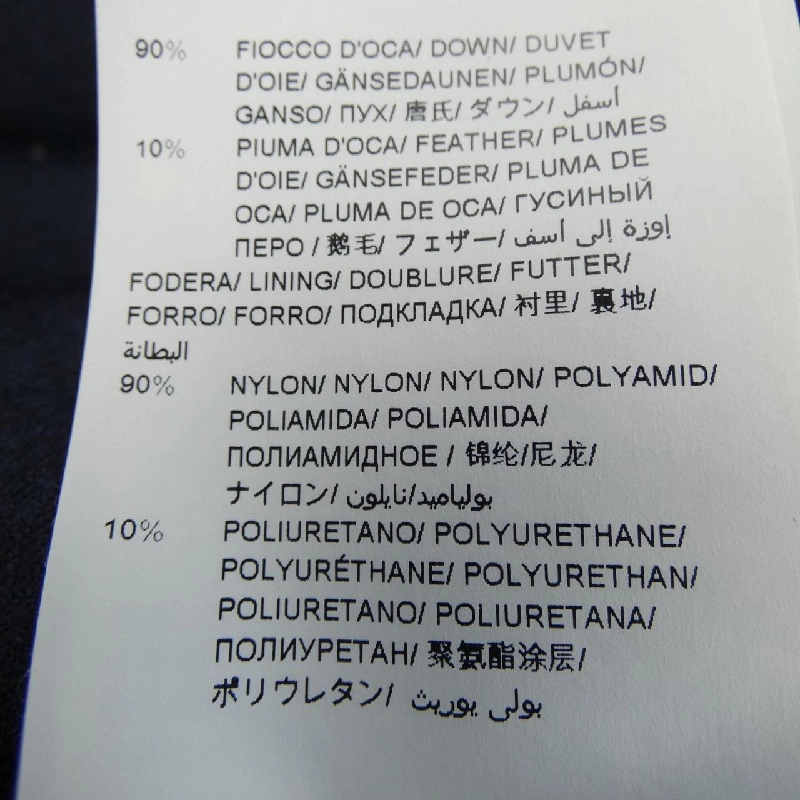 90% FIOCCO D'OCA/ DOWN/ DUVET
D'OIE/ GÄNSEDAUNEN/ PLUMÓN/
GANSO/ ПУХ/ 唐氏/ ダウン/ أسفل
10% PIUMA D'OCA/ FEATHER/ PLUMES
D'OIE/ GÄNSEFEDER/ PLUMA DE
OCA/ PLUMA DE OCA/ ГУСИНЫЙ
ПЕРО / 鹅毛/ フェザー/ إوزة إلى أسف
FODERA/ LINING/ DOUBLURE/ FUTTER/
FORRO/ FORRO/ ПОДКЛАДКА/ 衬里/ 裏地/
البطانة
90% NYLON/ NYLON/ NYLON/ POLYAMID/
POLIAMIDA/ POLIAMIDA/
ПОЛИАМИДНОЕ / 锦纶/尼龙/
ナイロン/ بولياميد/نايلون
10% POLIURETANO/ POLYURETHANE/
POLYURÉTHANE/ POLYURETHAN/
POLIURETANO/ POLIURETANA/
ПОЛИУРЕТАН/ 聚氨酯涂层/
ポリウレタン/ بولي يوريث